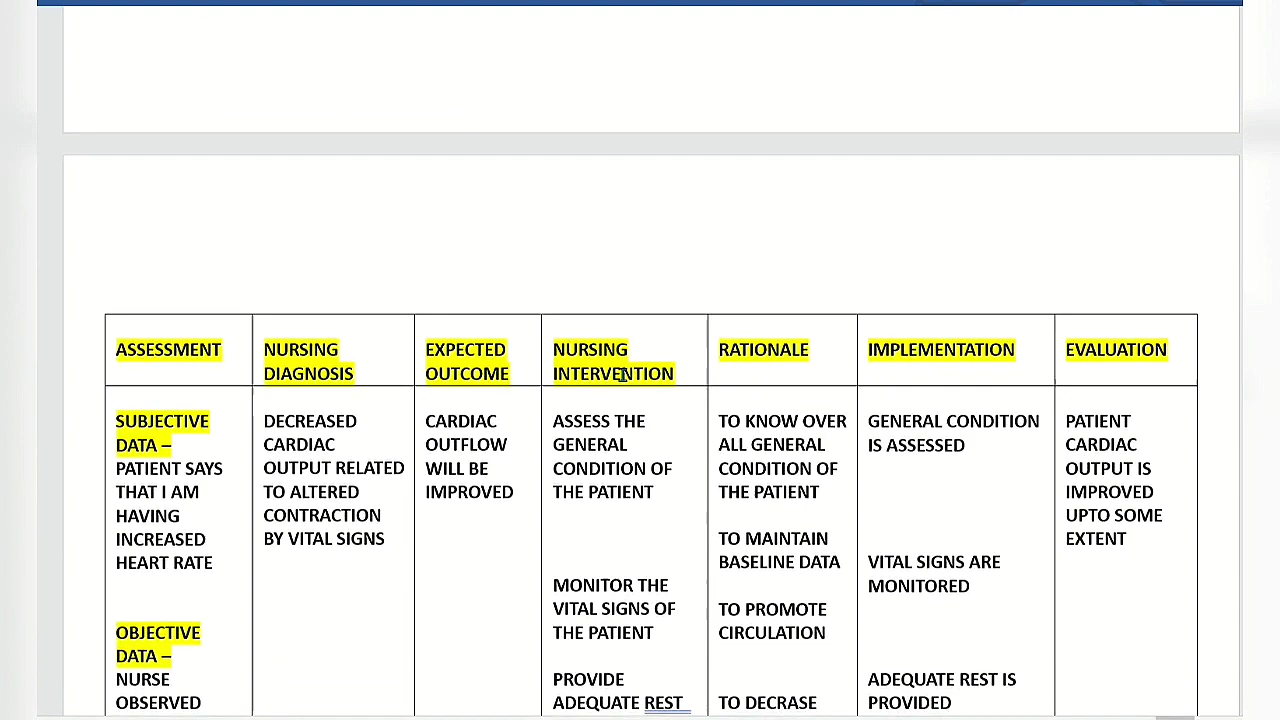 ASSESSMENT
NURSING
DIAGNOSIS
EXPECTED
OUTCOME
NURSING
INTERVENTION
RATIONALE
IMPLEMENTATION
EVALUATION
SUBJECTIVE
DATA –
PATIENT SAYS
THAT I AM
HAVING
INCREASED
HEART RATE
OBJECTIVE
DATA –
NURSE
OBSERVED
DECREASED
CARDIAC
OUTPUT RELATED
TO ALTERED
CONTRACTION
BY VITAL SIGNS
CARDIAC
OUTFLOW
WILL BE
IMPROVED
ASSESS THE
GENERAL
CONDITION OF
THE PATIENT
MONITOR THE
VITAL SIGNS OF
THE PATIENT
PROVIDE
ADEQUATE REST
TO KNOW OVER
ALL GENERAL
CONDITION OF
THE PATIENT
TO MAINTAIN
BASELINE DATA
TO PROMOTE
CIRCULATION
TO DECRASE
GENERAL CONDITION
IS ASSESSED
VITAL SIGNS ARE
MONITORED
ADEQUATE REST IS
PROVIDED
PATIENT
CARDIAC
OUTPUT IS
IMPROVED
UPTO SOME
EXTENT